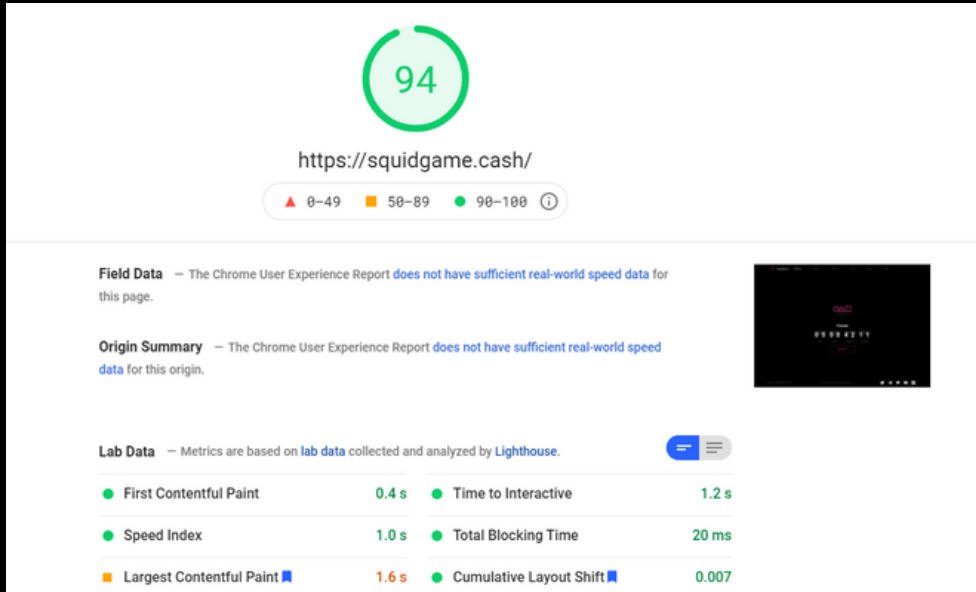 94
https://squidgame.cash/
0–49 50–89 90–100
Field Data — The Chrome User Experience Report does not have sufficient real-world speed data for
this page.
Origin Summary — The Chrome User Experience Report does not have sufficient real-world speed
data for this origin.
Lab Data — Metrics are based on lab data collected and analyzed by Lighthouse.
First Contentful Paint 0.4 s Time to Interactive 1.2 s
Speed Index 1.0 s Total Blocking Time 20 ms
Largest Contentful Paint 1.6 s Cumulative Layout Shift 0.007